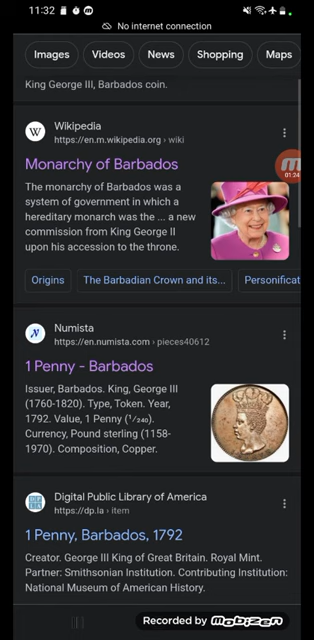 11:32
No internet connection
Images Videos News Shopping Maps
King George III, Barbados coin.
W
Wikipedia
https://en.m.wikipedia.org › wiki
Monarchy of Barbados
01:24
The monarchy of Barbados was a
system of government in which a
hereditary monarch was the ... a new
commission from King George II
upon his accession to the throne.
Origins The Barbadian Crown and its... Personificat
N
Numista
https://en.numista.com › pieces40612
1 Penny - Barbados
Issuer, Barbados. King, George III
(1760-1820). Type, Token. Year,
1792. Value, 1 Penny (¹⁄₂₄₀).
Currency, Pound sterling (1158-
1970). Composition, Copper.
DP
LA
Digital Public Library of America
https://dp.la › item
1 Penny, Barbados, 1792
Creator. George III King of Great Britain. Royal Mint.
Partner: Smithsonian Institution. Contributing Institution:
National Museum of American History.
Recorded by Mobizen